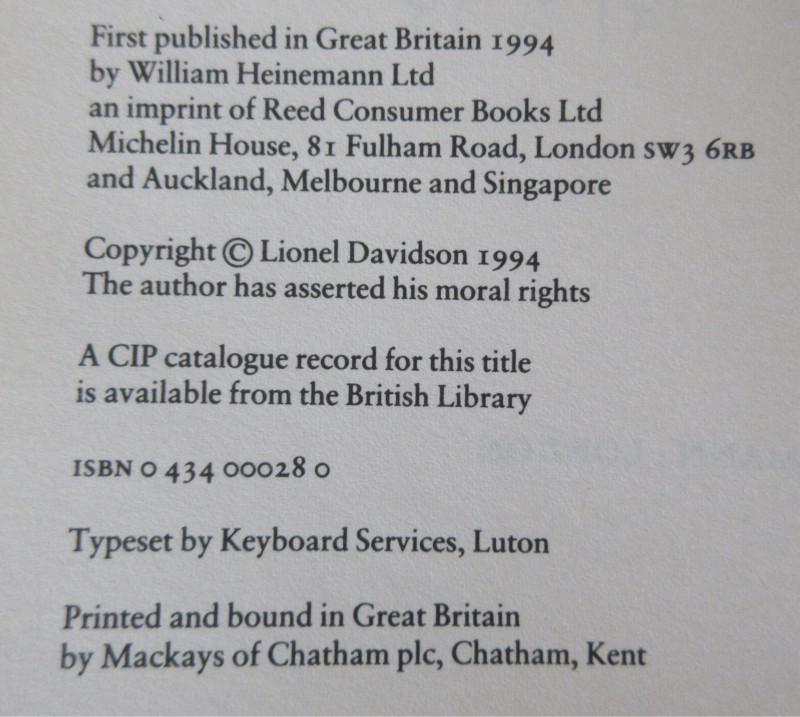 First published in Great Britain 1994
by William Heinemann Ltd
an imprint of Reed Consumer Books Ltd
Michelin House, 81 Fulham Road, London SW3 6RB
and Auckland, Melbourne and Singapore
Copyright © Lionel Davidson 1994
The author has asserted his moral rights
A CIP catalogue record for this title
is available from the British Library
ISBN 0 434 00028 0
Typeset by Keyboard Services, Luton
Printed and bound in Great Britain
by Mackays of Chatham plc, Chatham, Kent